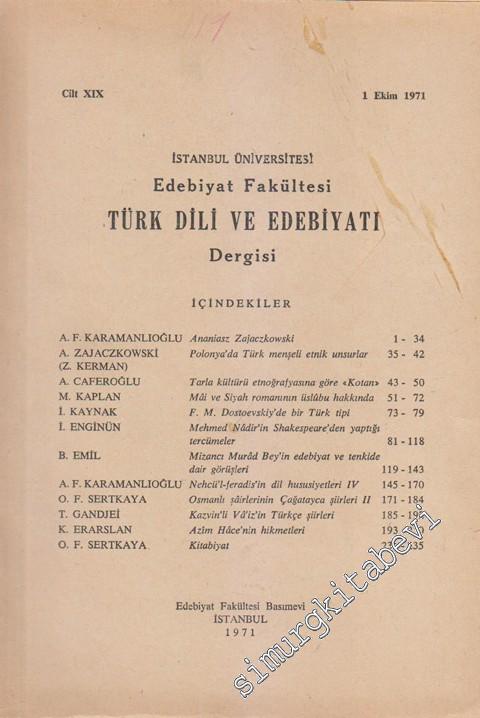 Cilt XIX 1 Ekim 1971
İSTANBUL ÜNİVERSİTESİ
Edebiyat Fakültesi
TÜRK DİLİ VE EDEBİYATI
Dergisi
İÇİNDEKİLER
A. F. KARAMANLIOĞLU Ananiasz Zajaczkowski 1 - 34
A. ZAJACZKOWSKI Polonya'da Türk menşeli etnik unsurlar 35 - 42
(Z. KERMAN)
A. CAFEROĞLU Tarla kültürü etnoğrafyasına göre «Kotan» 43 - 50
M. KAPLAN Mâi ve Siyah romanının üslûbu hakkında 51 - 72
İ. KAYNAK F. M. Dostoevskiy'de bir Türk tipi 73 - 79
İ. ENGİNÜN Mehmed Nâdir'in Shakespeare'den yaptığı
tercümeler 81 - 118
B. EMİL Mizancı Murâd Bey'in edebiyat ve tenkide
dair görüşleri 119 - 143
A. F. KARAMANLIOĞLU Nehcü'l-feradis'in dil hususiyetleri IV 145 - 170
O. F. SERTKAYA Osmanlı şâirlerinin Çağatayca şiirleri II 171 - 184
T. GANDJEİ Kazvin'li Vâ'iz'in Türkçe şiirleri 185 -
K. ERARSLAN Azîm Hâce'nin hikmetleri 193 -
O. F. SERTKAYA Kitabiyat
Edebiyat Fakültesi Basımevi
İSTANBUL
1971
simurgkitabevi